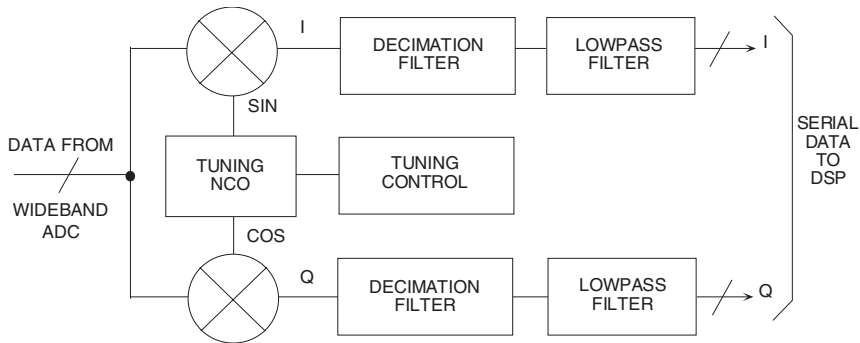 I
DECIMATION
FILTER
LOWPASS
FILTER
I
SIN
DATA FROM
WIDEBAND
ADC
TUNING
NCO
TUNING
CONTROL
SERIAL
DATA
TO
DSP
COS
Q
DECIMATION
FILTER
LOWPASS
FILTER
Q